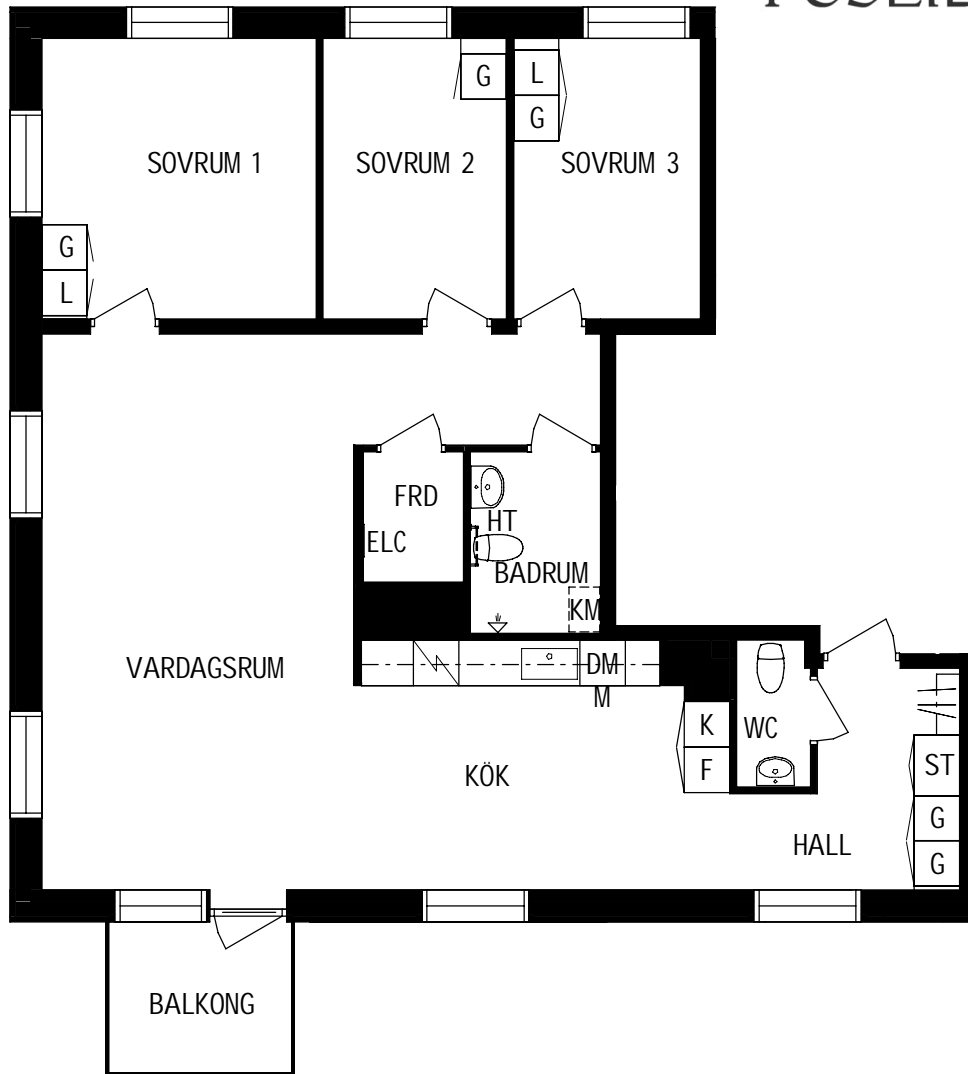 G
L
G
SOVRUM 1
SOVRUM 2
SOVRUM 3
G
L
FRD
HT
ELC
BADRUM
KM
VARDAGSRUM
DM
M
K
WC
F
KÖK
ST
G
HALL
G
BALKONG